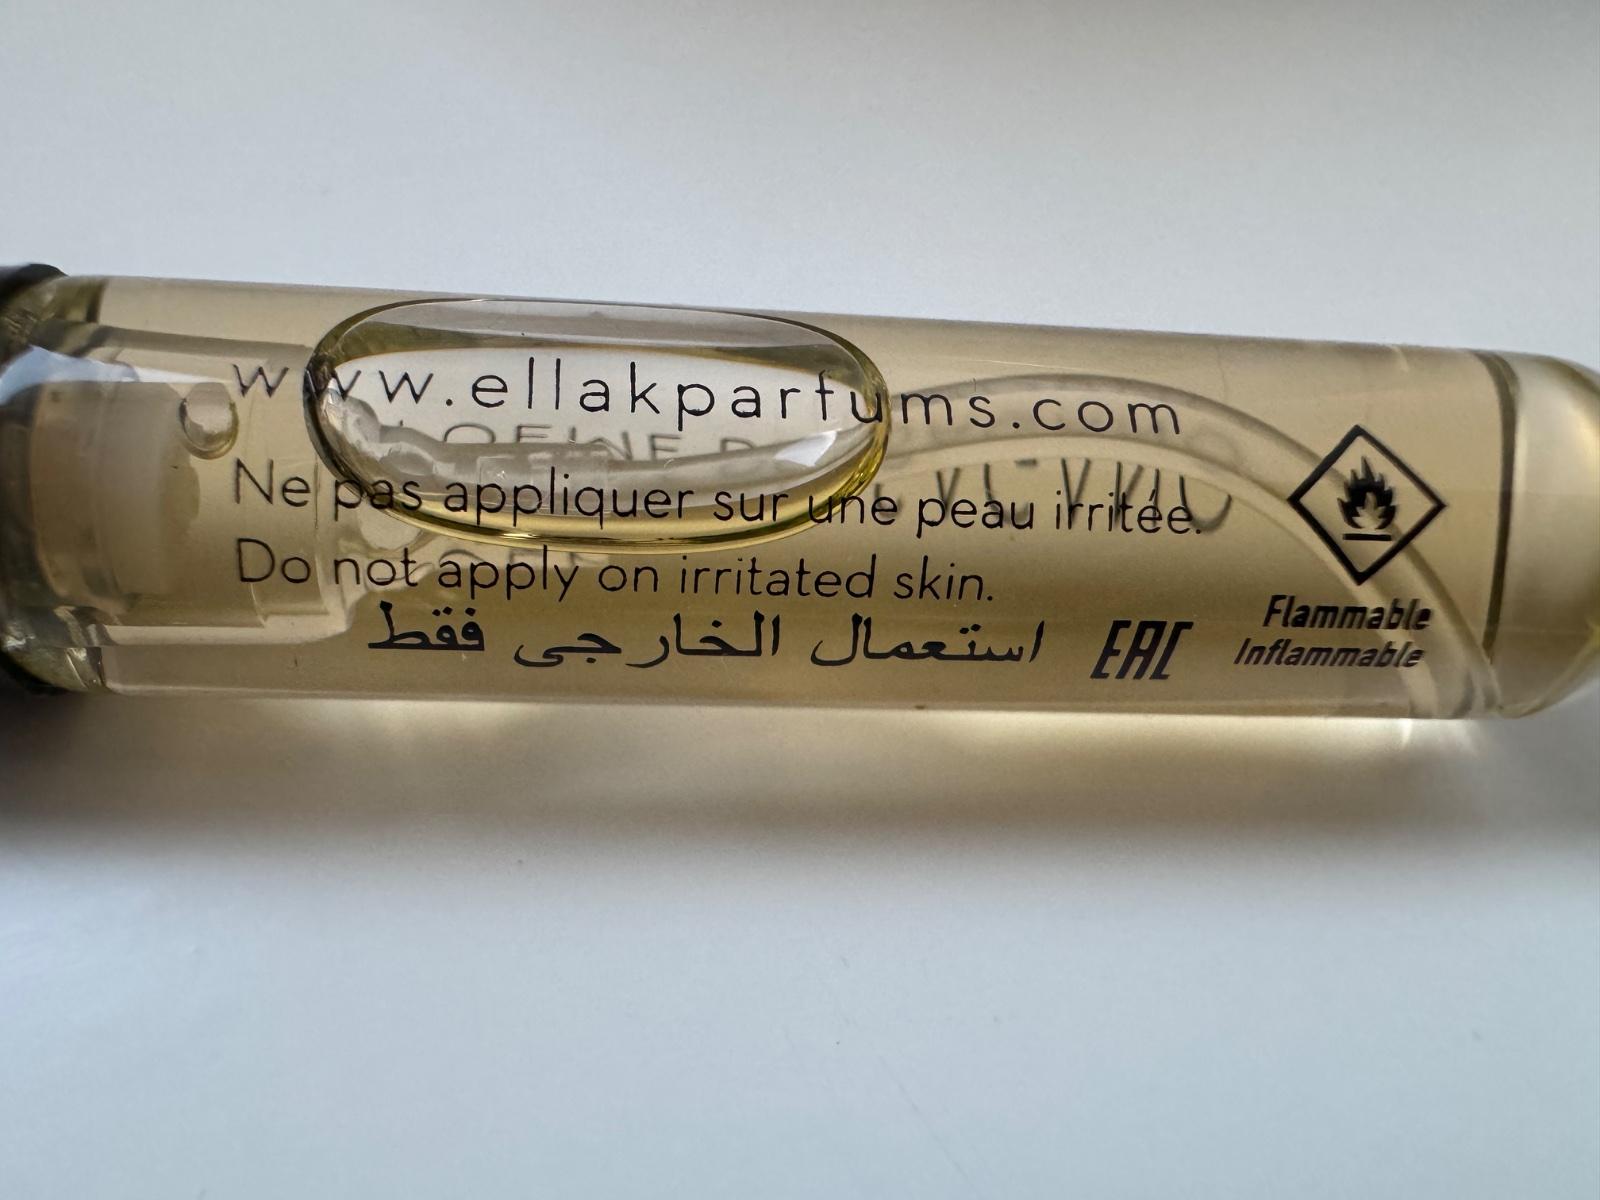 www.ellakparfums.com
Ne pas appliquer sur une peau irritée.
Do not apply on irritated skin.
استعمال الخارجى فقط
EAC
Flammable
Inflammable